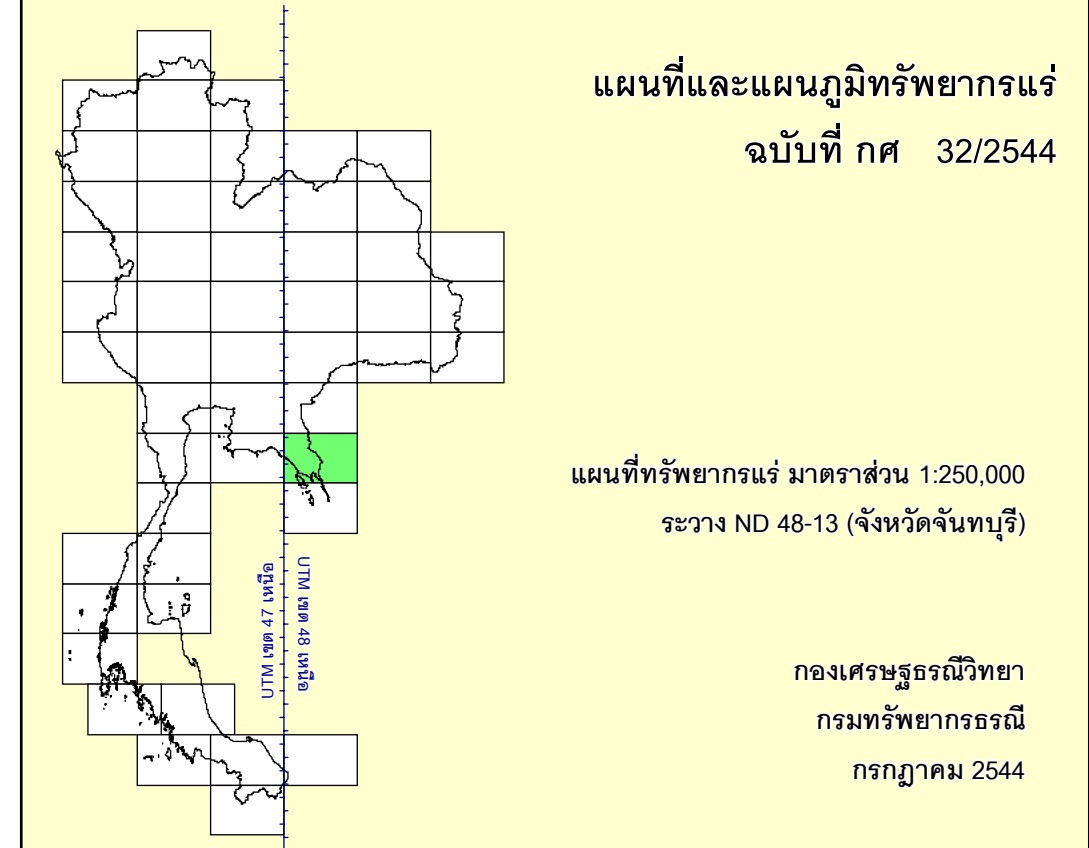 แผนที่และแผนภูมิทรัพยากรแร่
ฉบับที่ กศ 32/2544
แผนที่ทรัพยากรแร่ มาตราส่วน 1:250,000
ระวาง ND 48-13 (จังหวัดจันทบุรี)
UTM เขต 47 เหนือ
UTM เขต 48 เหนือ
กองเศรษฐธรณีวิทยา
กรมทรัพยากรธรณี
กรกฎาคม 2544